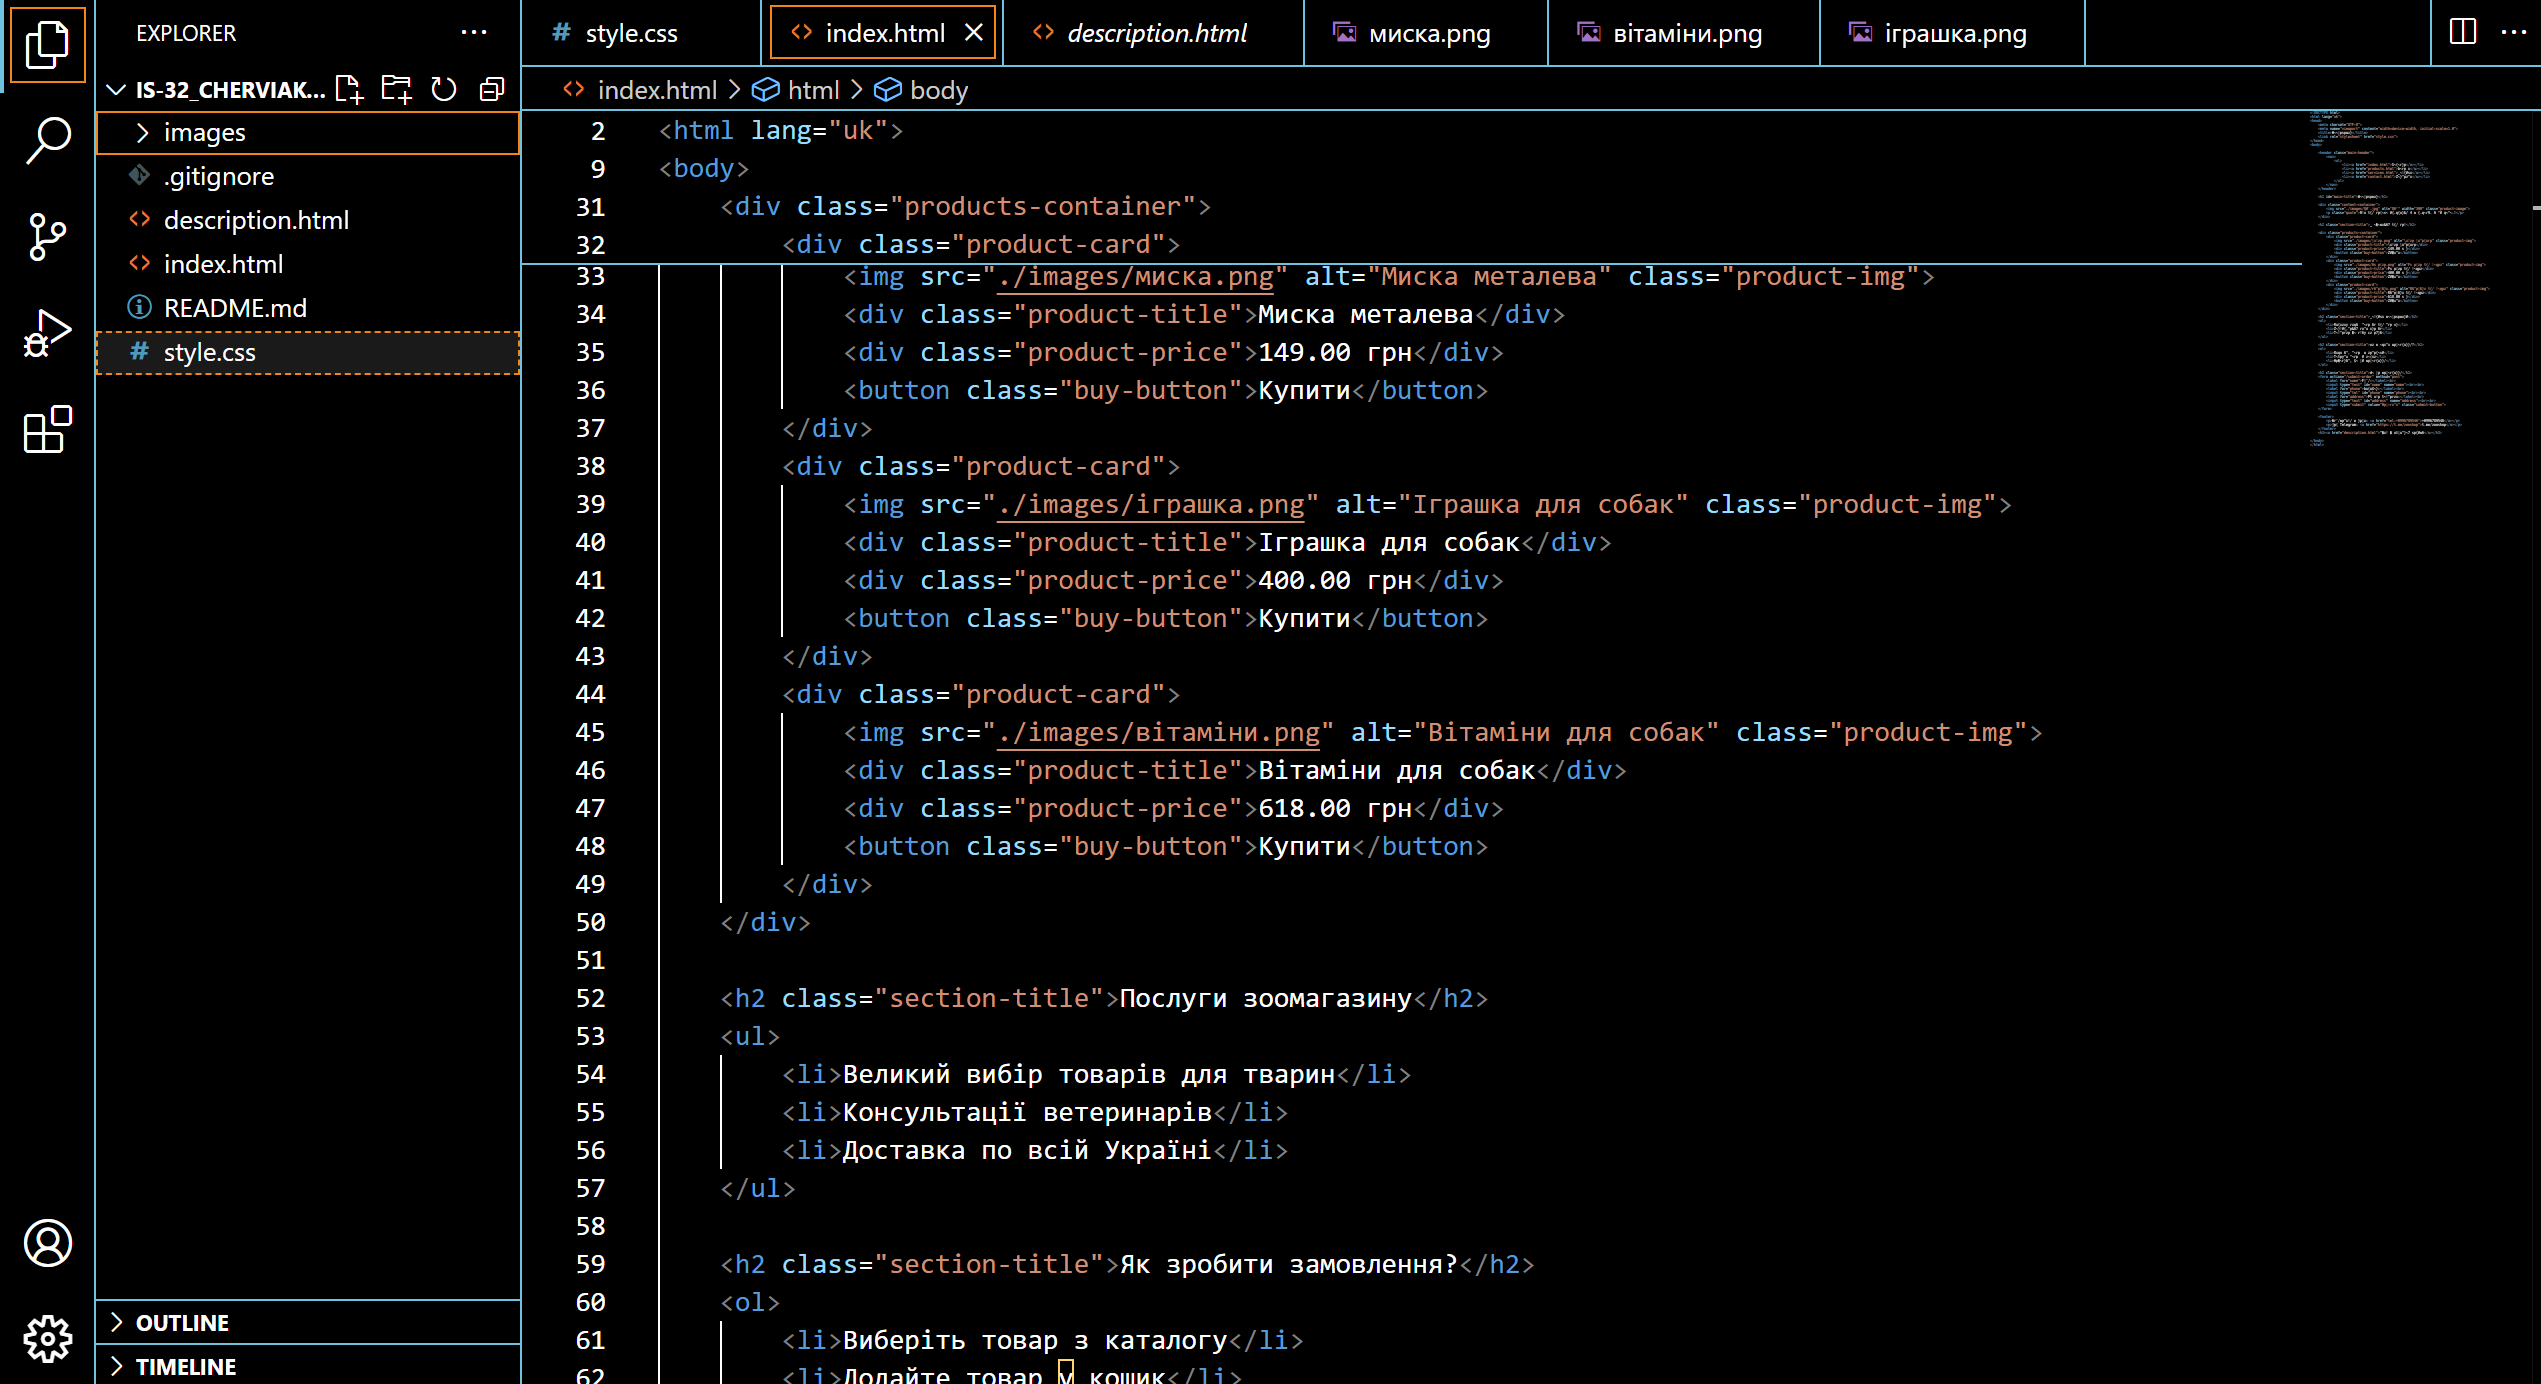 EXPLORER
IS-32_CHERVIAK...
images
.gitignore
description.html
index.html
README.md
style.css
OUTLINE
TIMELINE
style.css
index.html
description.html
миска.png
вітаміни.png
іграшка.png
index.html > html > body
2 <html lang="uk">
9 <body>
31 <div class="products-container">
32 <div class="product-card">
33 <img src="./images/миска.png" alt="Миска металева" class="product-img">
34 <div class="product-title">Миска металева</div>
35 <div class="product-price">149.00 грн</div>
36 <button class="buy-button">Купити</button>
37 </div>
38 <div class="product-card">
39 <img src="./images/іграшка.png" alt="Іграшка для собак" class="product-img">
40 <div class="product-title">Іграшка для собак</div>
41 <div class="product-price">400.00 грн</div>
42 <button class="buy-button">Купити</button>
43 </div>
44 <div class="product-card">
45 <img src="./images/вітаміни.png" alt="Вітаміни для собак" class="product-img">
46 <div class="product-title">Вітаміни для собак</div>
47 <div class="product-price">618.00 грн</div>
48 <button class="buy-button">Купити</button>
49 </div>
50 </div>
51
52 <h2 class="section-title">Послуги зоомагазину</h2>
53 <ul>
54 <li>Великий вибір товарів для тварин</li>
55 <li>Консультації ветеринарів</li>
56 <li>Доставка по всій Україні</li>
57 </ul>
58
59 <h2 class="section-title">Як зробити замовлення?</h2>
60 <ol>
61 <li>Виберіть товар з каталогу</li>
62 <li>Додайте товар у кошик</li>